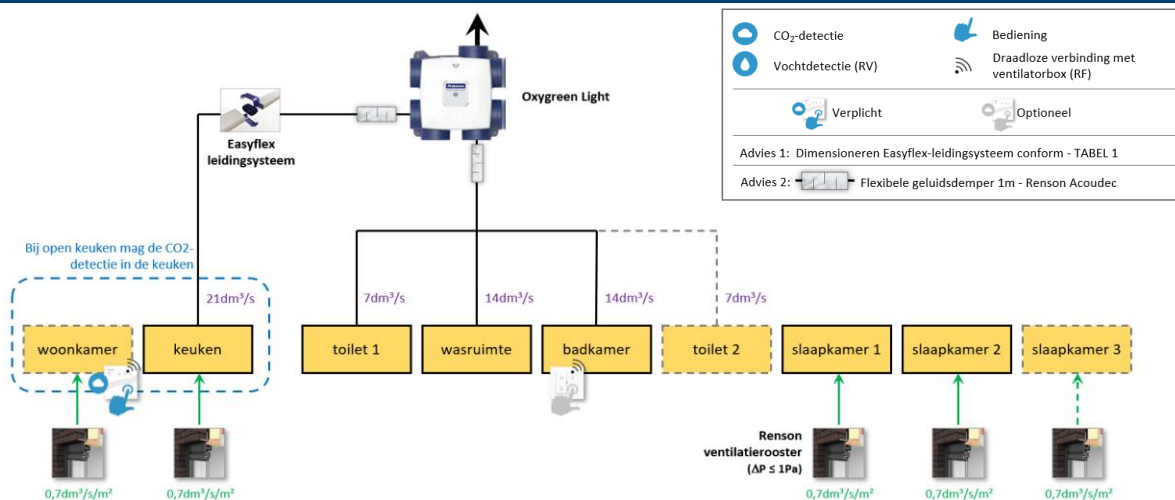 CO₂-detectie
Bediening
Vochtdetectie (RV)
Draadloze verbinding met
ventilatorbox (RF)
Verplicht
Optioneel
Advies 1: Dimensioneren Easyflex-leidingsysteem conform - TABEL 1
Advies 2: Flexibele geluidsdemper 1m - Renson Acoudec
Oxygreen Light
Easyflex
leidingsysteem
Bij open keuken mag de CO2-
detectie in de keuken
21dm³/s
7dm³/s
14dm³/s
14dm³/s
7dm³/s
woonkamer
keuken
toilet 1
wasruimte
badkamer
toilet 2
slaapkamer 1
slaapkamer 2
slaapkamer 3
Renson
ventilatierooster
(ΔP ≤ 1Pa)
0,7dm³/s/m²
0,7dm³/s/m²
0,7dm³/s/m²
0,7dm³/s/m²
0,7dm³/s/m²